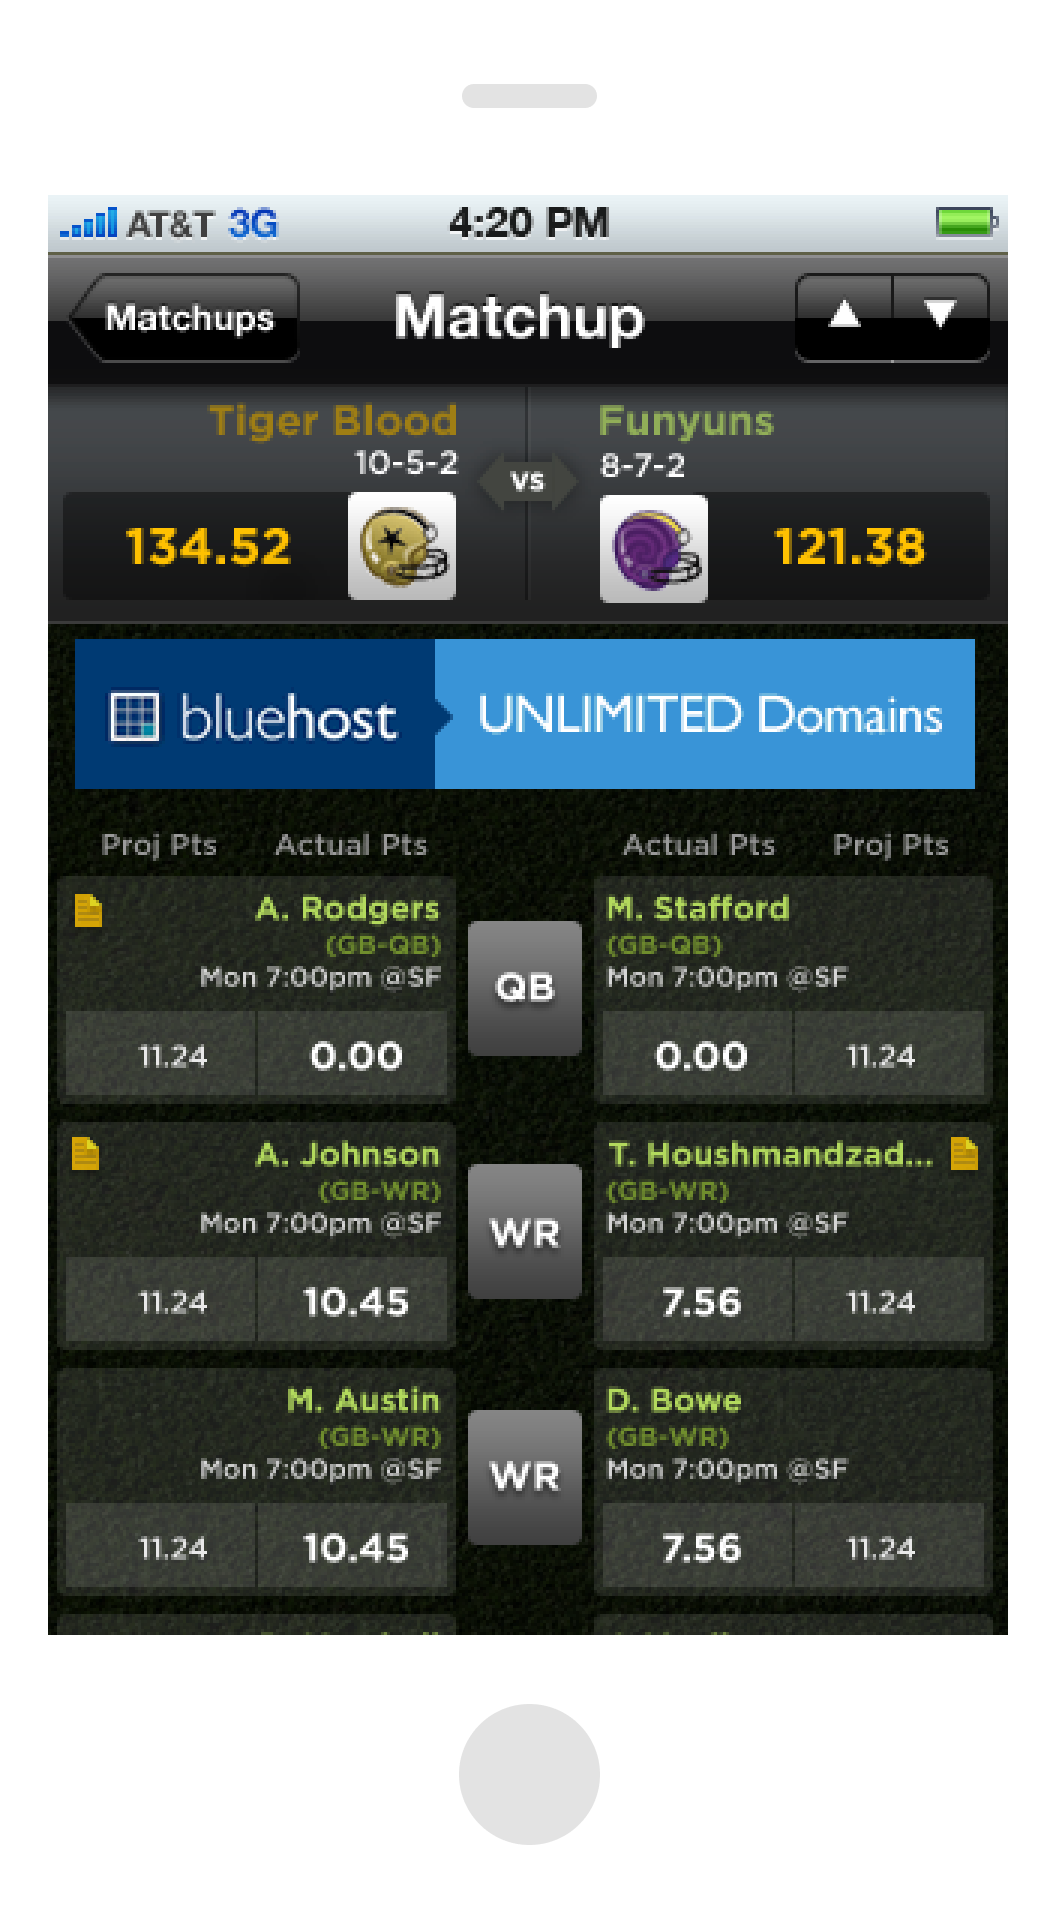 AT&T 3G 4:20 PM
Matchups Matchup
Tiger Blood
10-5-2
134.52
vs
Funyuns
8-7-2
121.38
bluehost UNLIMITED Domains
Proj Pts Actual Pts Actual Pts Proj Pts
A. Rodgers
(GB-QB)
Mon 7:00pm @SF
11.24 0.00
QB
M. Stafford
(GB-QB)
Mon 7:00pm @SF
0.00 11.24
A. Johnson
(GB-WR)
Mon 7:00pm @SF
11.24 10.45
WR
T. Houshmandzad...
(GB-WR)
Mon 7:00pm @SF
7.56 11.24
M. Austin
(GB-WR)
Mon 7:00pm @SF
11.24 10.45
WR
D. Bowe
(GB-WR)
Mon 7:00pm @SF
7.56 11.24